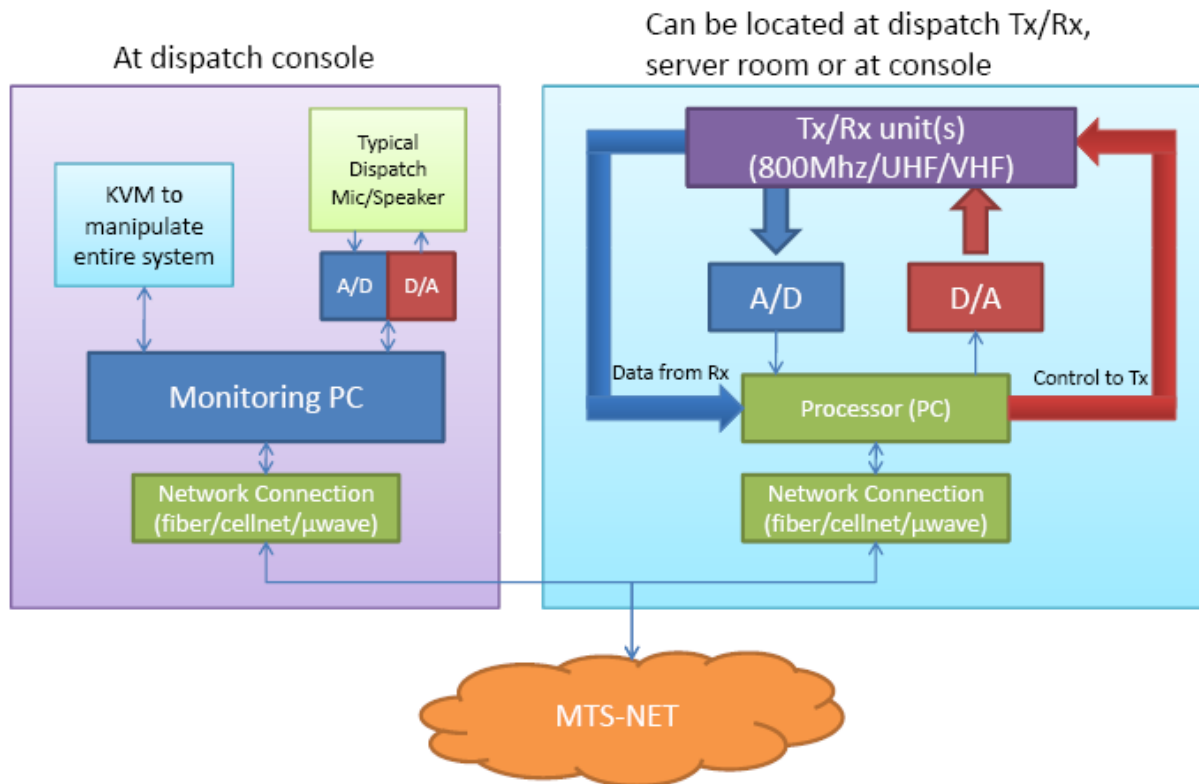 At dispatch console
Can be located at dispatch Tx/Rx,
server room or at console
KVM to
manipulate
entire system
Typical
Dispatch
Mic/Speaker
A/D
D/A
Monitoring PC
Network Connection
(fiber/cellnet/µwave)
Tx/Rx unit(s)
(800Mhz/UHF/VHF)
A/D
D/A
Data from Rx
Processor (PC)
Control to Tx
Network Connection
(fiber/cellnet/µwave)
MTS-NET